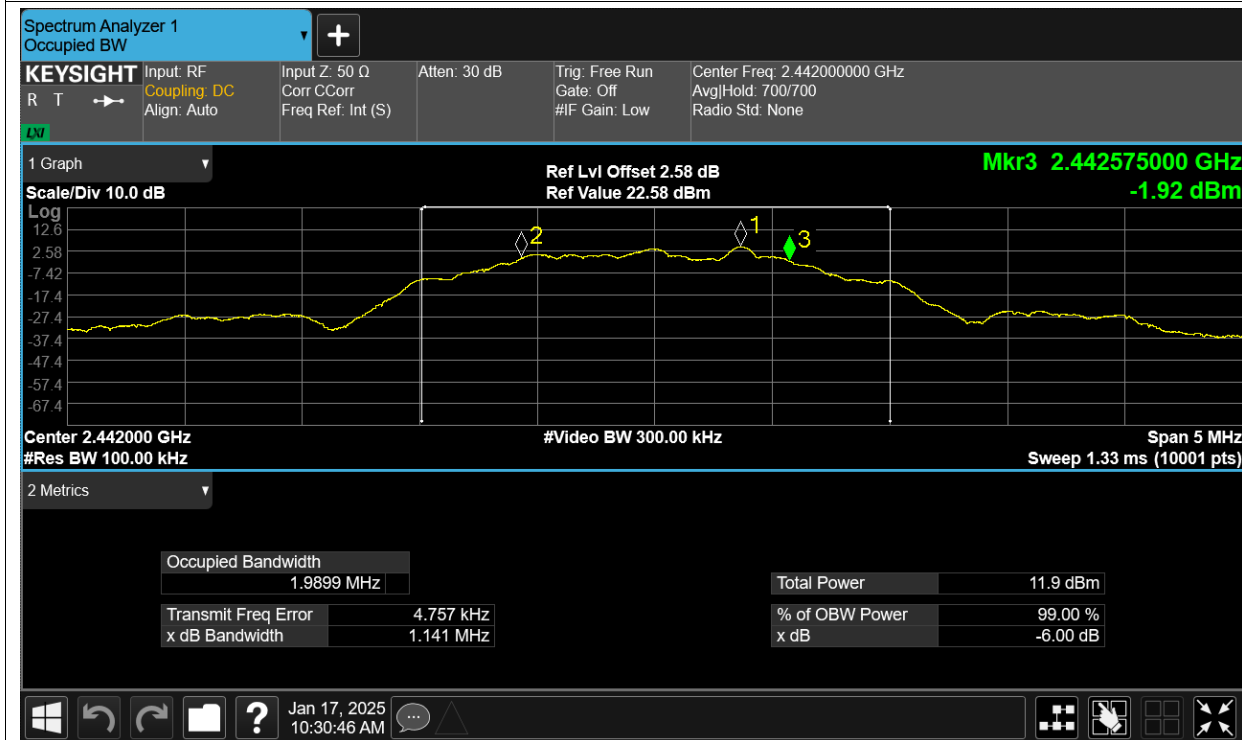 Spectrum Analyzer 1
Occupied BW
KEYSIGHT
R T
LXI
Input: RF
Coupling: DC
Align: Auto
Input Z: 50 Ω
Corr CCorr
Freq Ref: Int (S)
Atten: 30 dB
Trig: Free Run
Gate: Off
#IF Gain: Low
Center Freq: 2.442000000 GHz
Avg|Hold: 700/700
Radio Std: None
1 Graph
Scale/Div 10.0 dB
Ref Lvl Offset 2.58 dB
Ref Value 22.58 dBm
Mkr3 2.442575000 GHz
-1.92 dBm
Log
12.6
2.58
-7.42
-17.4
-27.4
-37.4
-47.4
-57.4
-67.4
2
1
3
Center 2.442000 GHz
#Res BW 100.00 kHz
#Video BW 300.00 kHz
Span 5 MHz
Sweep 1.33 ms (10001 pts)
2 Metrics
Occupied Bandwidth
1.9899 MHz
Transmit Freq Error 4.757 kHz
x dB Bandwidth 1.141 MHz
Total Power 11.9 dBm
% of OBW Power 99.00 %
x dB -6.00 dB
?
Jan 17, 2025
10:30:46 AM